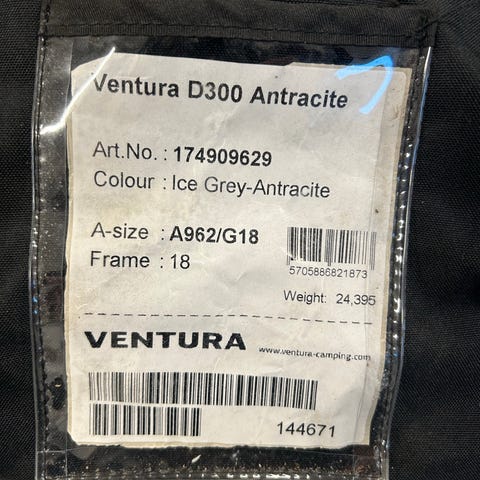 Ventura D300 Antracite
Art.No. : 174909629
Colour : Ice Grey-Antracite
A-size : A962/G18
Frame : 18
5705886821873
Weight: 24,395
VENTURA www.ventura-camping.com
144671